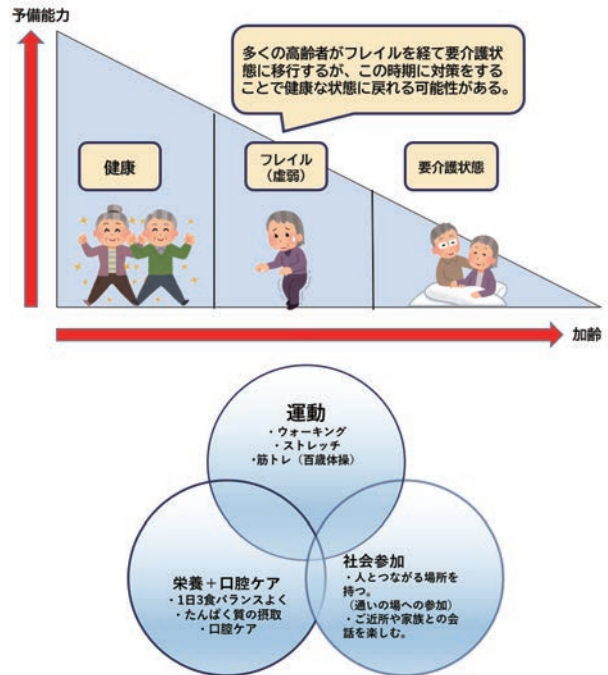 予備能力
多くの高齢者がフレイルを経て要介護状
態に移行するが、この時期に対策をする
ことで健康な状態に戻れる可能性がある。
健康
フレイル
（虚弱）
要介護状態
加齢
運動
・ウォーキング
・ストレッチ
・筋トレ（百歳体操）
栄養＋口腔ケア
・1日3食バランスよく
・たんぱく質の摂取
・口腔ケア
社会参加
・人とつながる場所を
持つ。
（通いの場への参加）
・ご近所や家族との会
話を楽しむ。